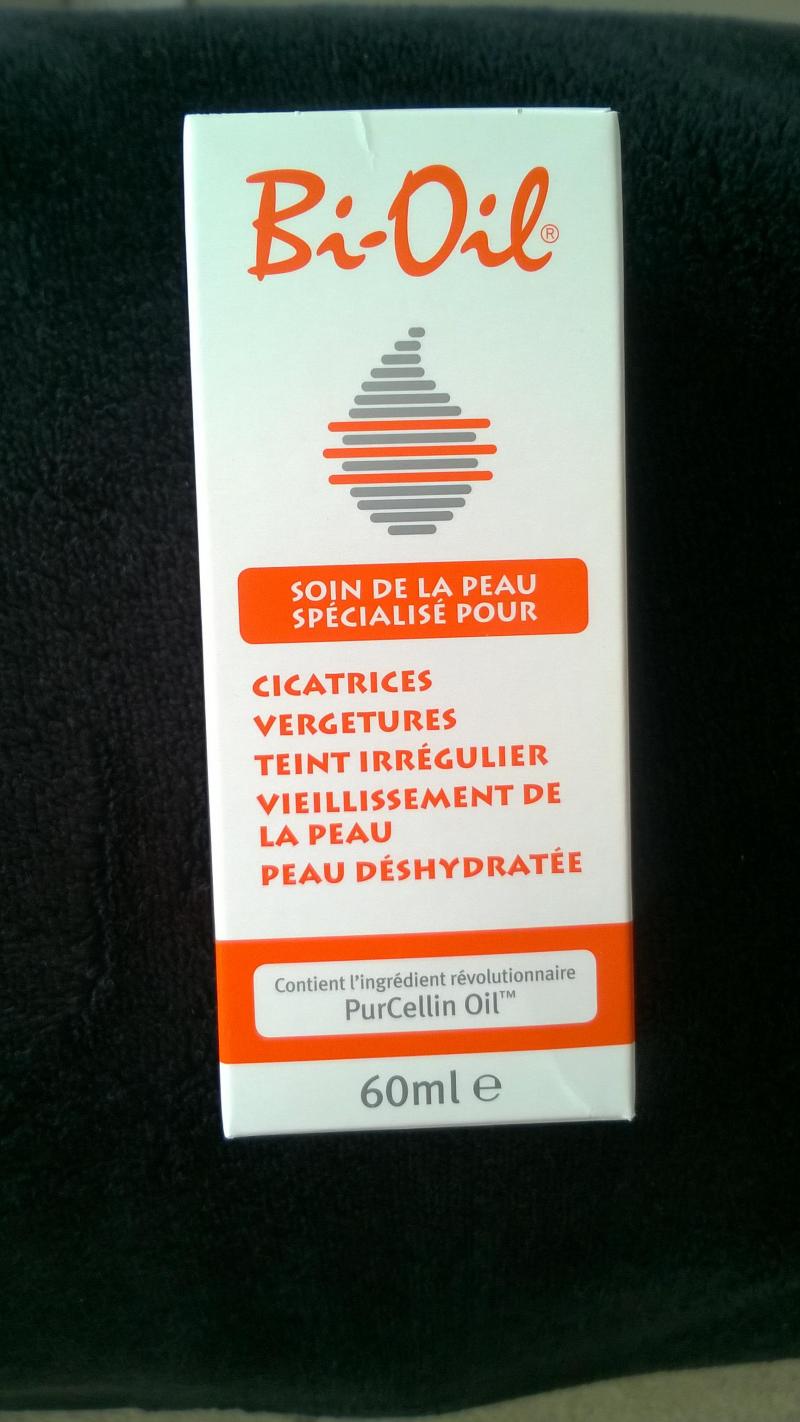 Bi-Oil®
SOIN DE LA PEAU
SPÉCIALISÉ POUR
CICATRICES
VERGETURES
TEINT IRRÉGULIER
VIEILLISSEMENT DE
LA PEAU
PEAU DÉSHYDRATÉE
Contient l'ingrédient révolutionnaire
PurCellin Oil™
60ml ℮